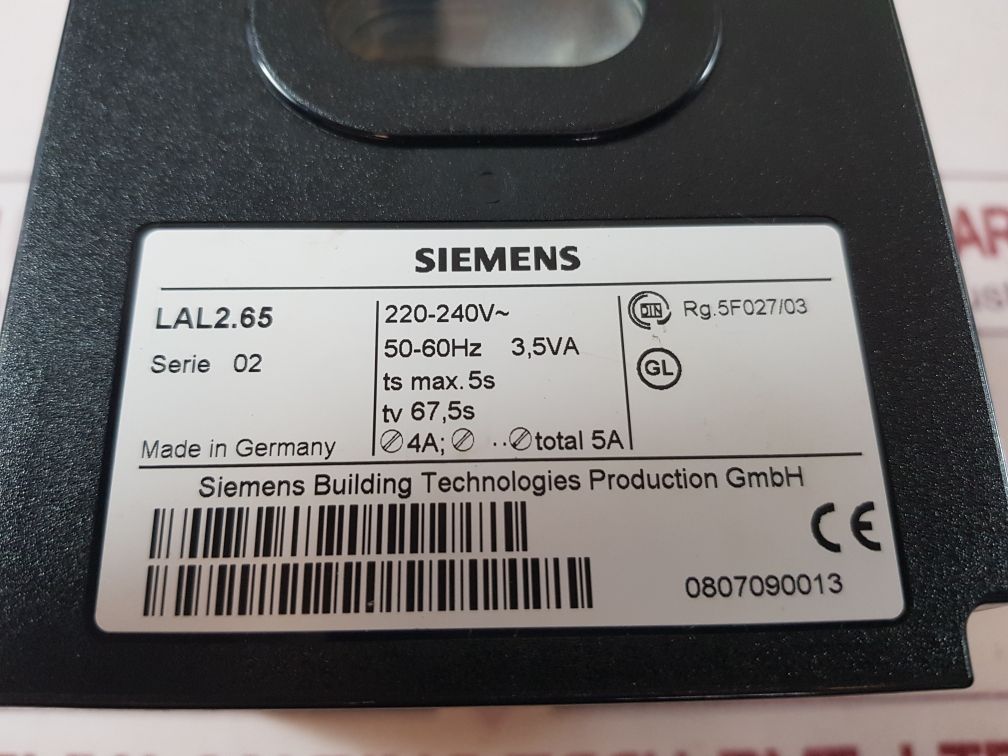 SIEMENS
LAL2.65
Serie 02
Made in Germany
220-240V~
50-60Hz 3,5VA
ts max. 5s
tv 67,5s
4A; ..total 5A
DIN Rg.5F027/03
GL
Siemens Building Technologies Production GmbH
CE
0807090013